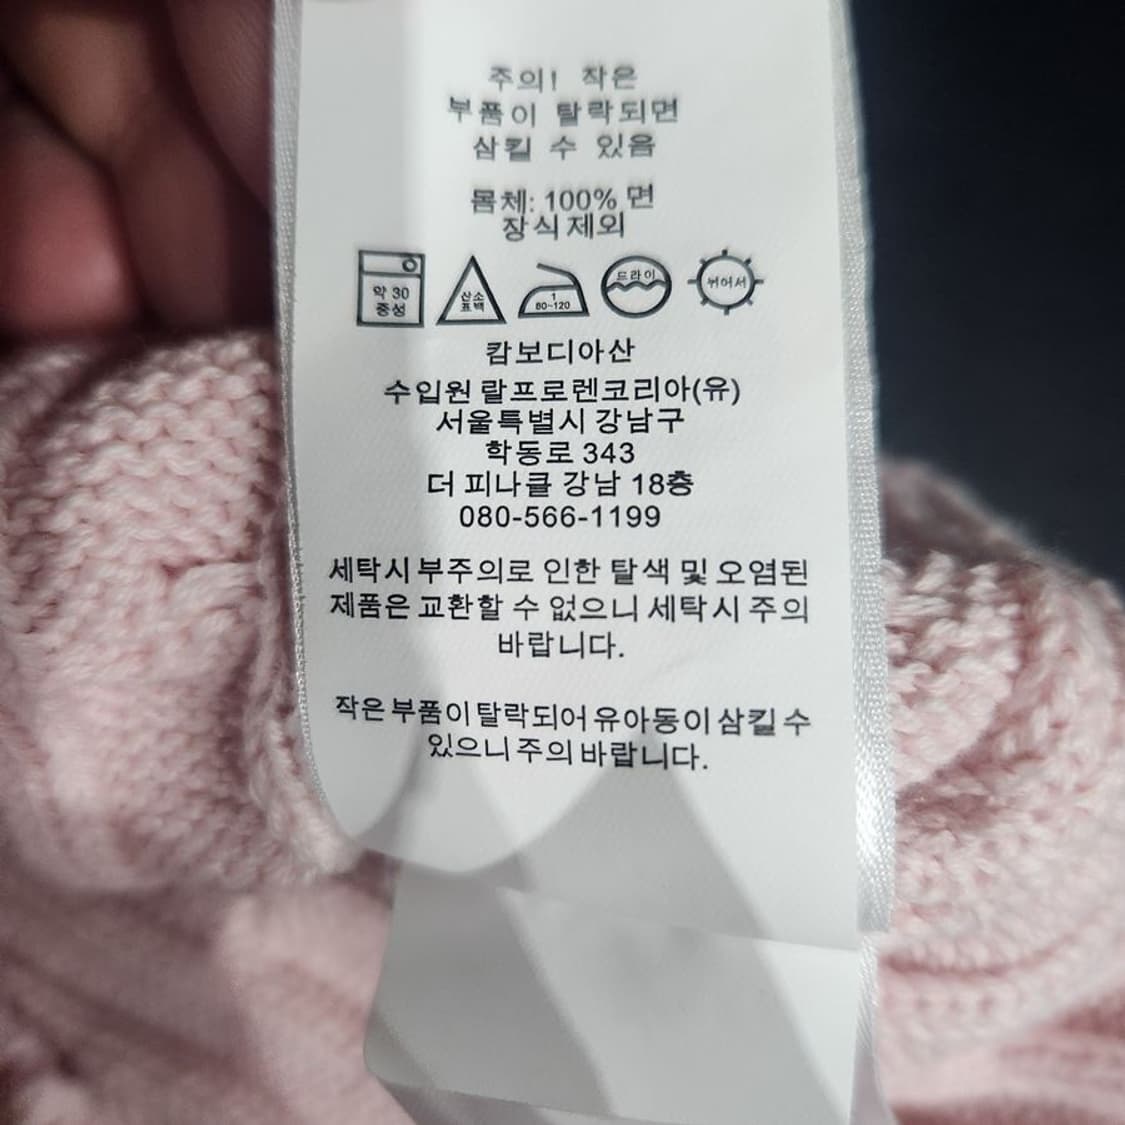 주의! 작은
부품이 탈락되면
삼킬 수 있음
몸체: 100% 면
장식제외
약 30
중성
산소
표백
1
80~120
드라이
뉘어서
캄보디아산
수입원 랄프로렌코리아(유)
서울특별시 강남구
학동로 343
더 피나클 강남 18층
080-566-1199
세탁시 부주의로 인한 탈색 및 오염된
제품은 교환할 수 없으니 세탁시 주의
바랍니다.
작은 부품이 탈락되어 유아동이 삼킬 수
있으니 주의 바랍니다.